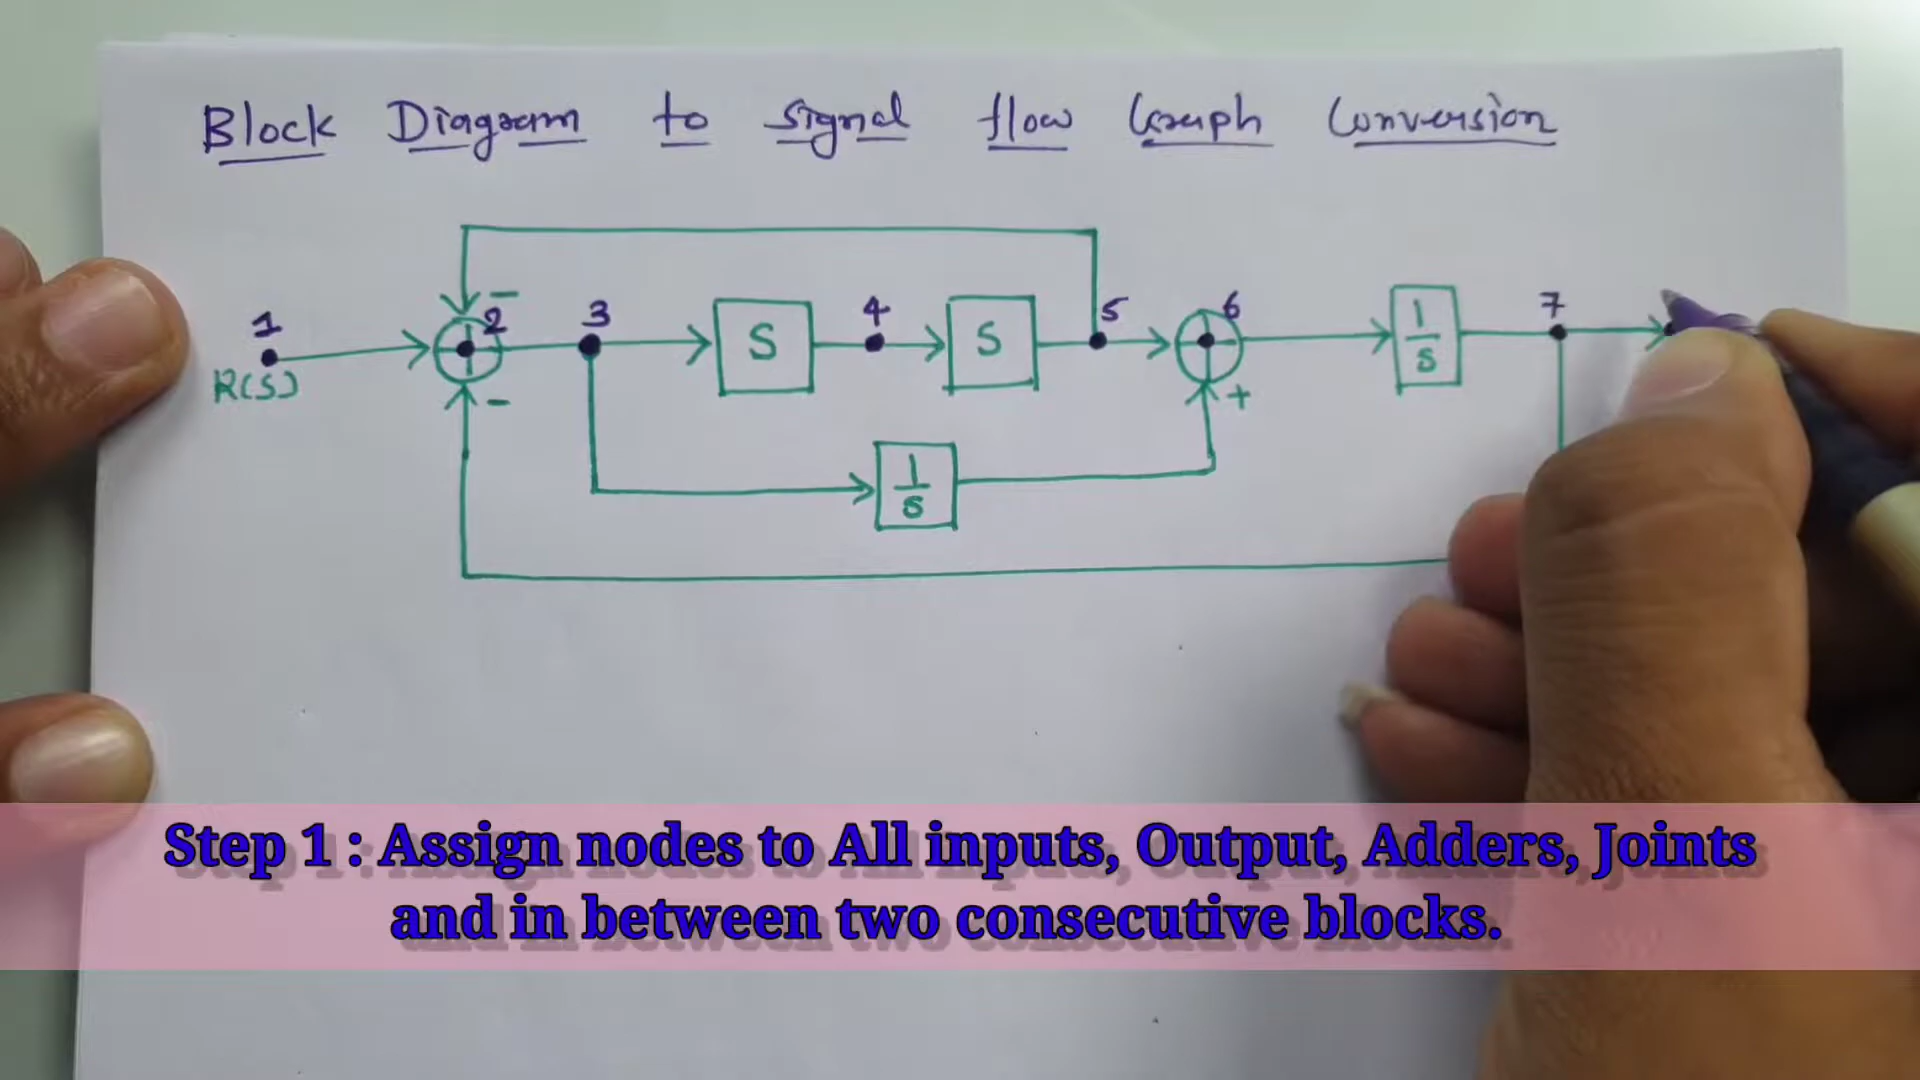 Block Diagram to Signal flow Graph Conversion
1 2 3 4 5 6 7
R(S) − S S 1/s
− +
1/s
Step 1 : Assign nodes to All inputs, Output, Adders, Joints
and in between two consecutive blocks.